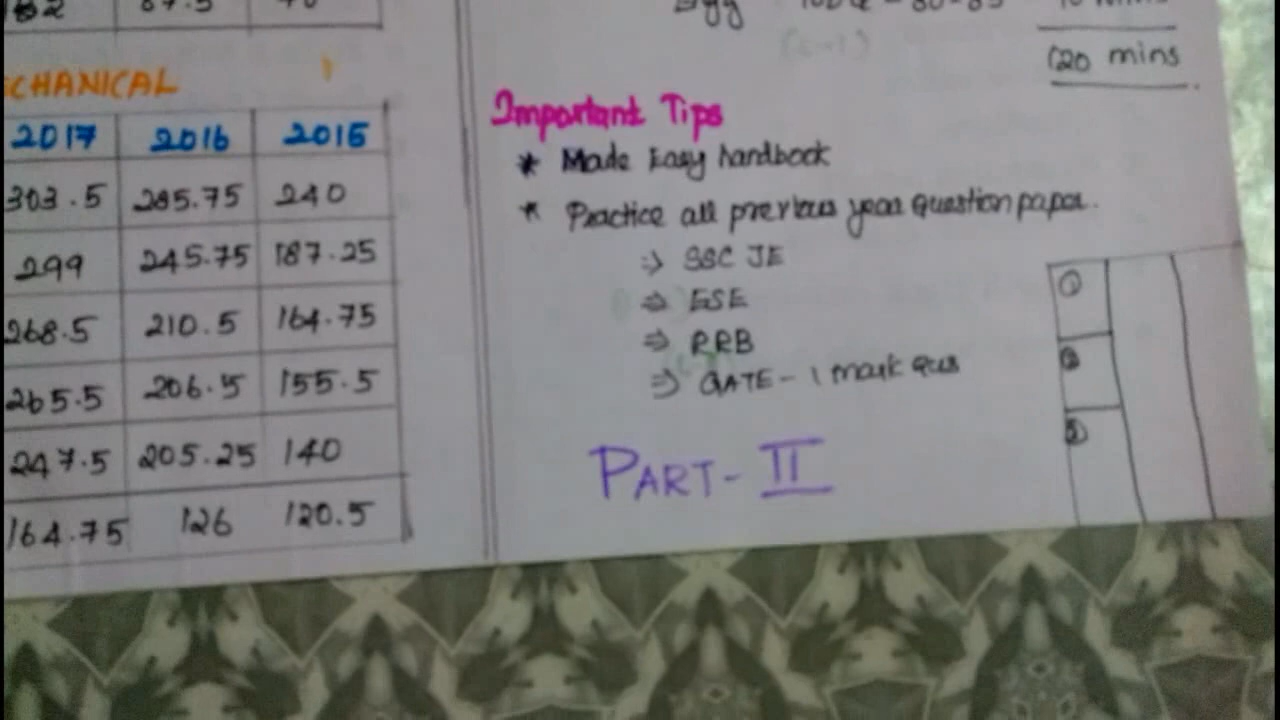 87.5
MECHANICAL
2017 2016 2015
303.5 285.75 240
299 245.75 187.25
268.5 210.5 164.75
265.5 206.5 155.5
247.5 205.25 140
164.75 126 120.5
120 mins
Important Tips
* Made Easy handbook
* Practice all previous year question paper.
⇒ SSC JE
⇒ ESE
⇒ RRB
⇒ GATE - 1 mark ques
PART - II
1
2
3